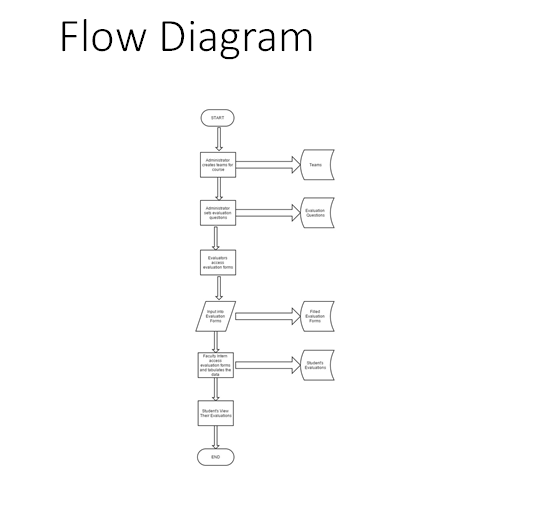 Flow Diagram
START
Administrator
creates teams for
course
Teams
Administrator
sets evaluation
questions
Evaluation
Questions
Evaluators
access
evaluation forms
Input into
Evaluation
Forms
Filled
Evaluation
Forms
Faculty Intern
access
evaluation forms
and tabulates the
data
Student's
Evaluations
Student's View
Their Evaluations
END